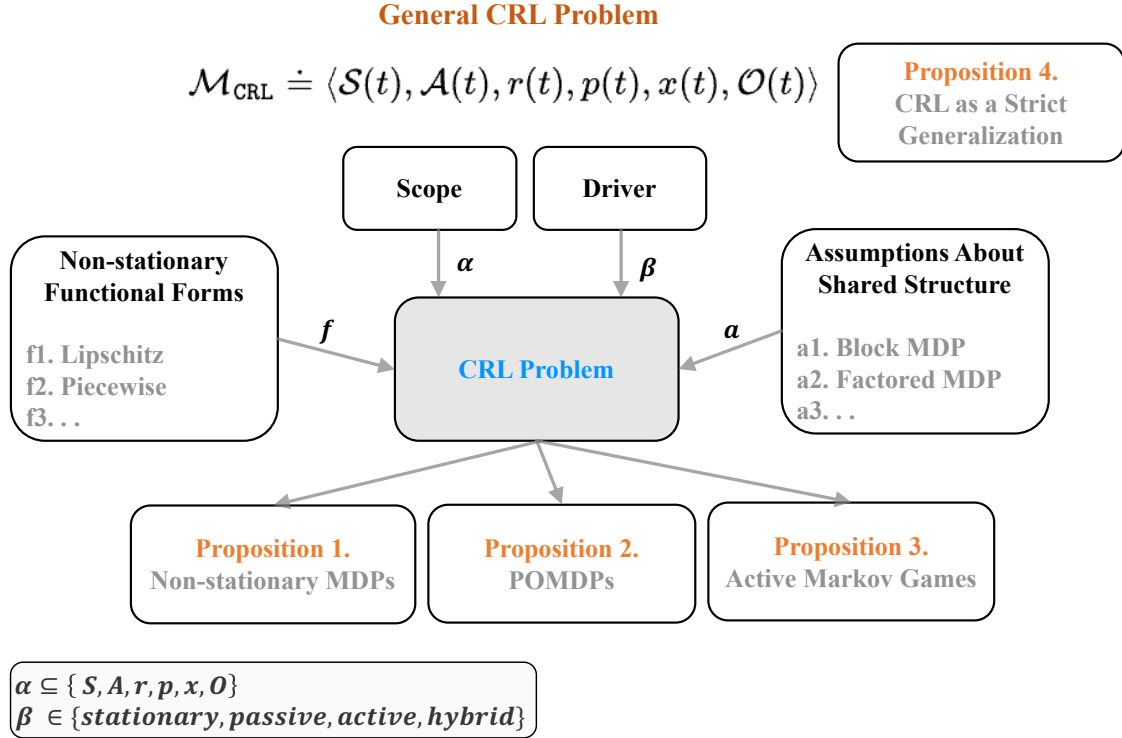 General CRL Problem
𝓜_CRL ≐ ⟨𝒮(t), 𝒜(t), r(t), p(t), x(t), 𝒪(t)⟩
Proposition 4.
CRL as a Strict
Generalization
Scope
Driver
α
β
Non-stationary
Functional Forms
f1. Lipschitz
f2. Piecewise
f3. . .
f
CRL Problem
a
Assumptions About
Shared Structure
a1. Block MDP
a2. Factored MDP
a3. . .
Proposition 1.
Non-stationary MDPs
Proposition 2.
POMDPs
Proposition 3.
Active Markov Games
α ⊆ { S, A, r, p, x, O}
β ∈ {stationary, passive, active, hybrid}